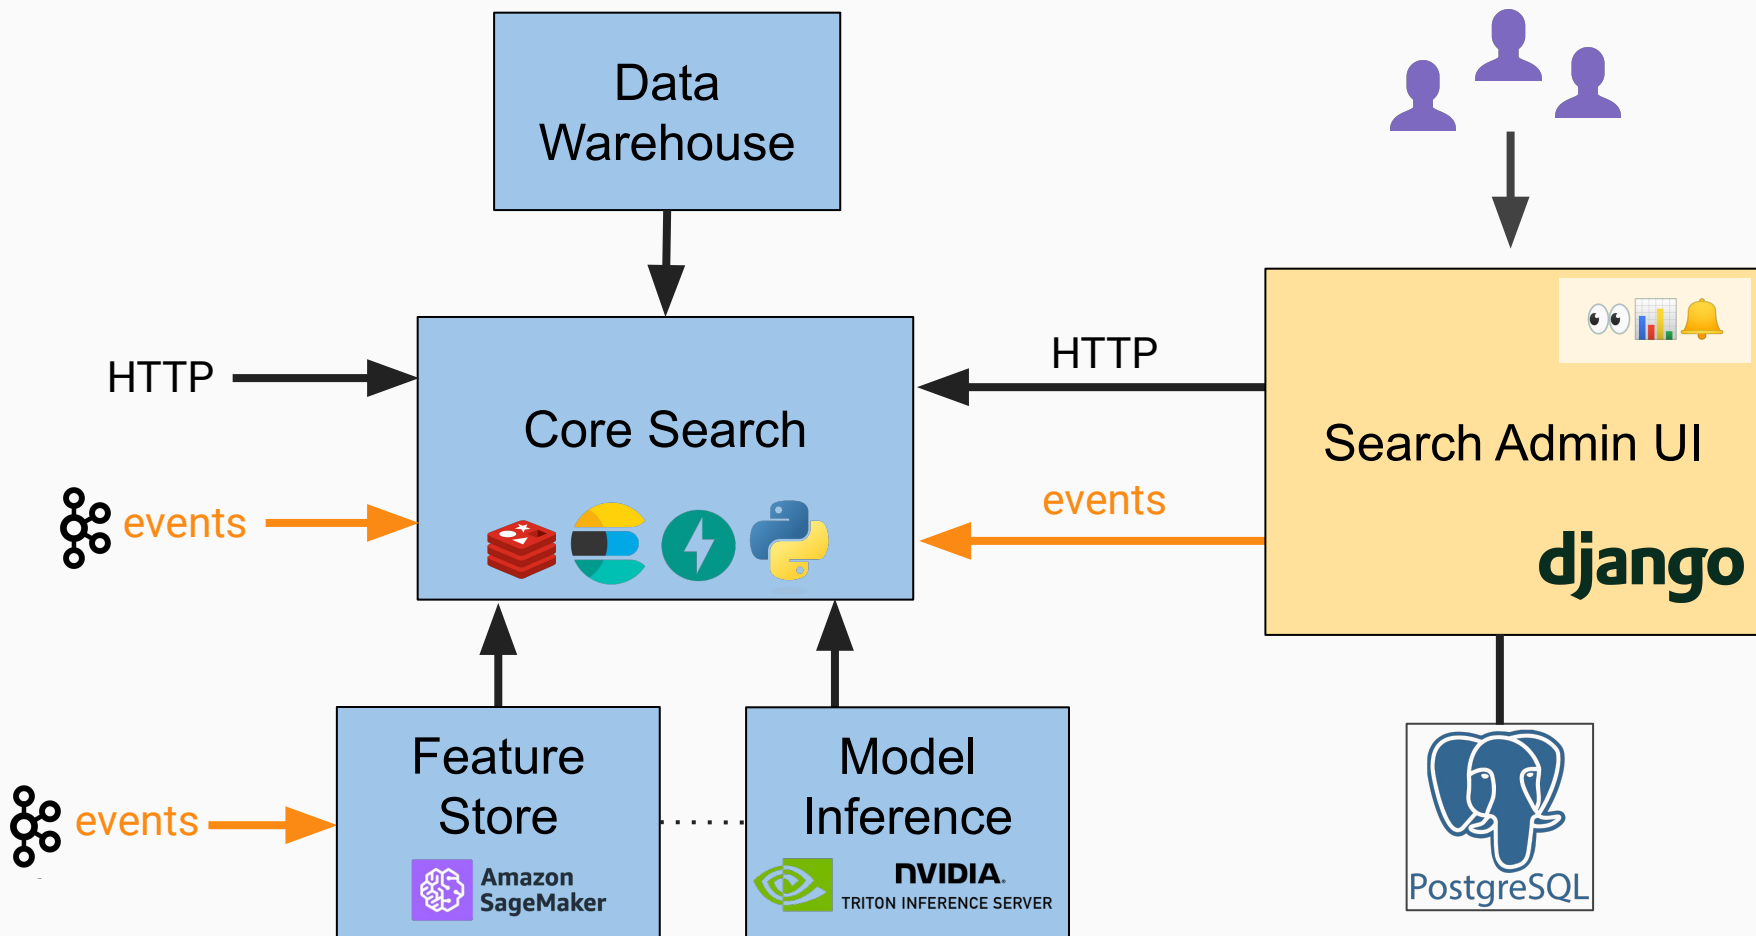 Data
Warehouse
HTTP
HTTP
Core Search
Search Admin UI
events
events
django
Feature
Store
Model
Inference
events
Amazon
SageMaker
NVIDIA.
TRITON INFERENCE SERVER
PostgreSQL